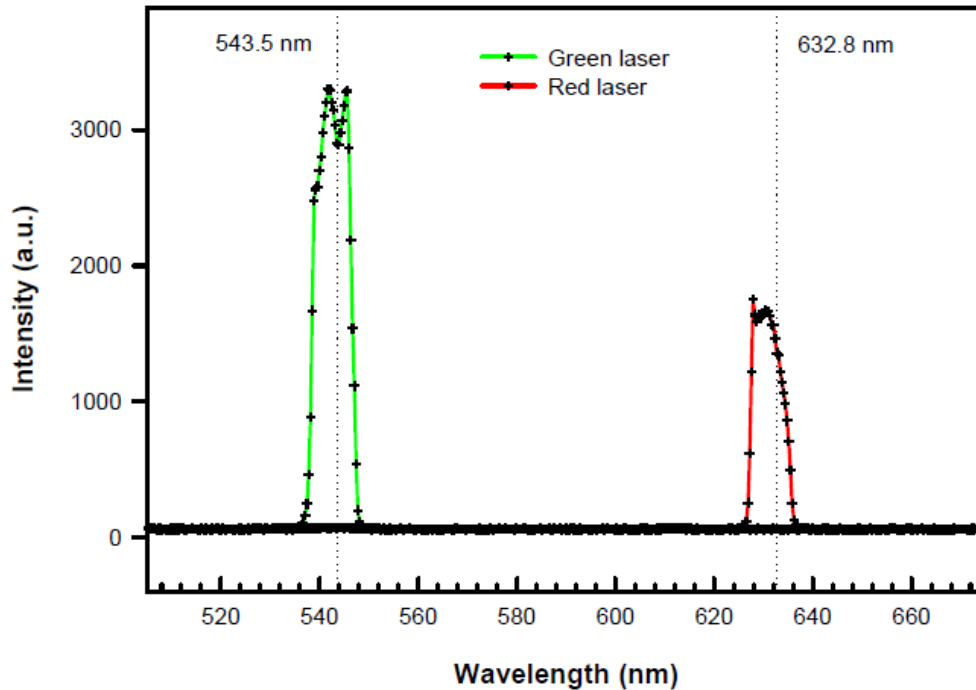 543.5 nm
632.8 nm
Green laser
Red laser
3000
2000
1000
0
Intensity (a.u.)
520 540 560 580 600 620 640 660
Wavelength (nm)